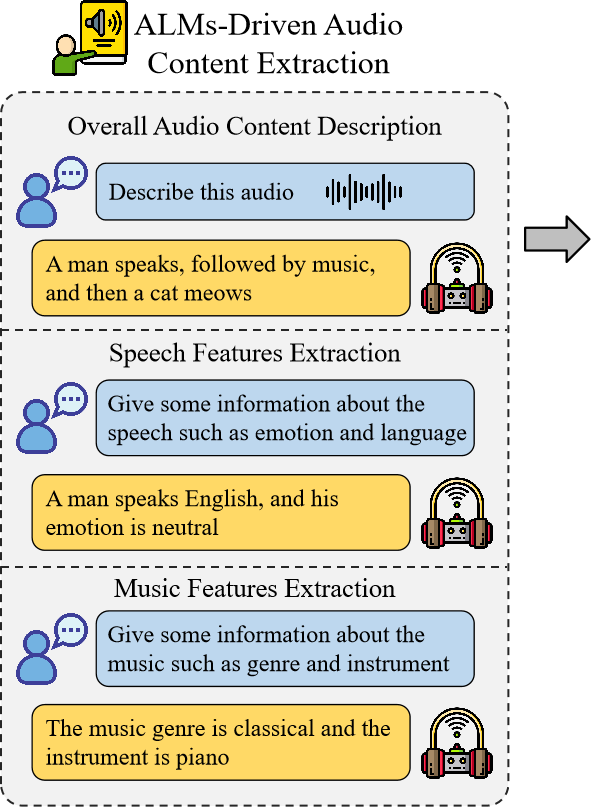 ALMs-Driven Audio
Content Extraction
Overall Audio Content Description
Describe this audio
A man speaks, followed by music,
and then a cat meows
Speech Features Extraction
Give some information about the
speech such as emotion and language
A man speaks English, and his
emotion is neutral
Music Features Extraction
Give some information about the
music such as genre and instrument
The music genre is classical and the
instrument is piano